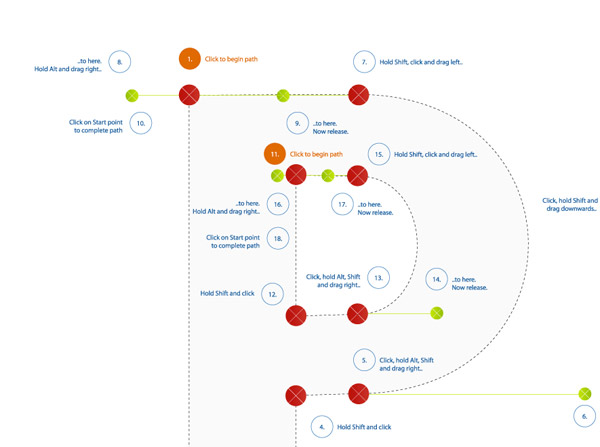 8.
..to here.
Hold Alt and drag right..
1.
Click to begin path
7.
Hold Shift, click and drag left..
10.
Click on Start point
to complete path
9.
..to here.
Now release.
11.
Click to begin path
15.
Hold Shift, click and drag left..
16.
..to here.
Hold Alt and drag right..
17.
..to here.
Now release.
Click, hold Shift and
drag downwards..
18.
Click on Start point
to complete path
12.
Hold Shift and click
13.
Click, hold Alt, Shift
and drag right..
14.
..to here.
Now release.
5.
Click, hold Alt, Shift
and drag right..
6.
4.
Hold Shift and click